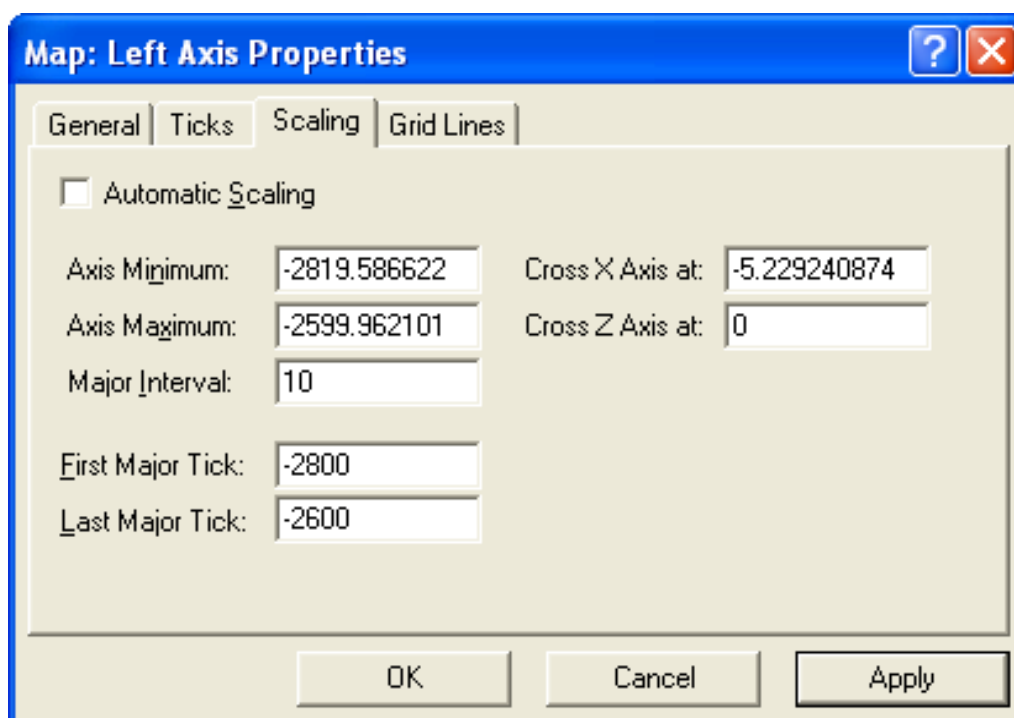 Map: Left Axis Properties
General Ticks Scaling Grid Lines
Automatic Scaling
Axis Minimum: -2819.586622 Cross X Axis at: -5.229240874
Axis Maximum: -2599.962101 Cross Z Axis at: 0
Major Interval: 10
First Major Tick: -2800
Last Major Tick: -2600
OK Cancel Apply